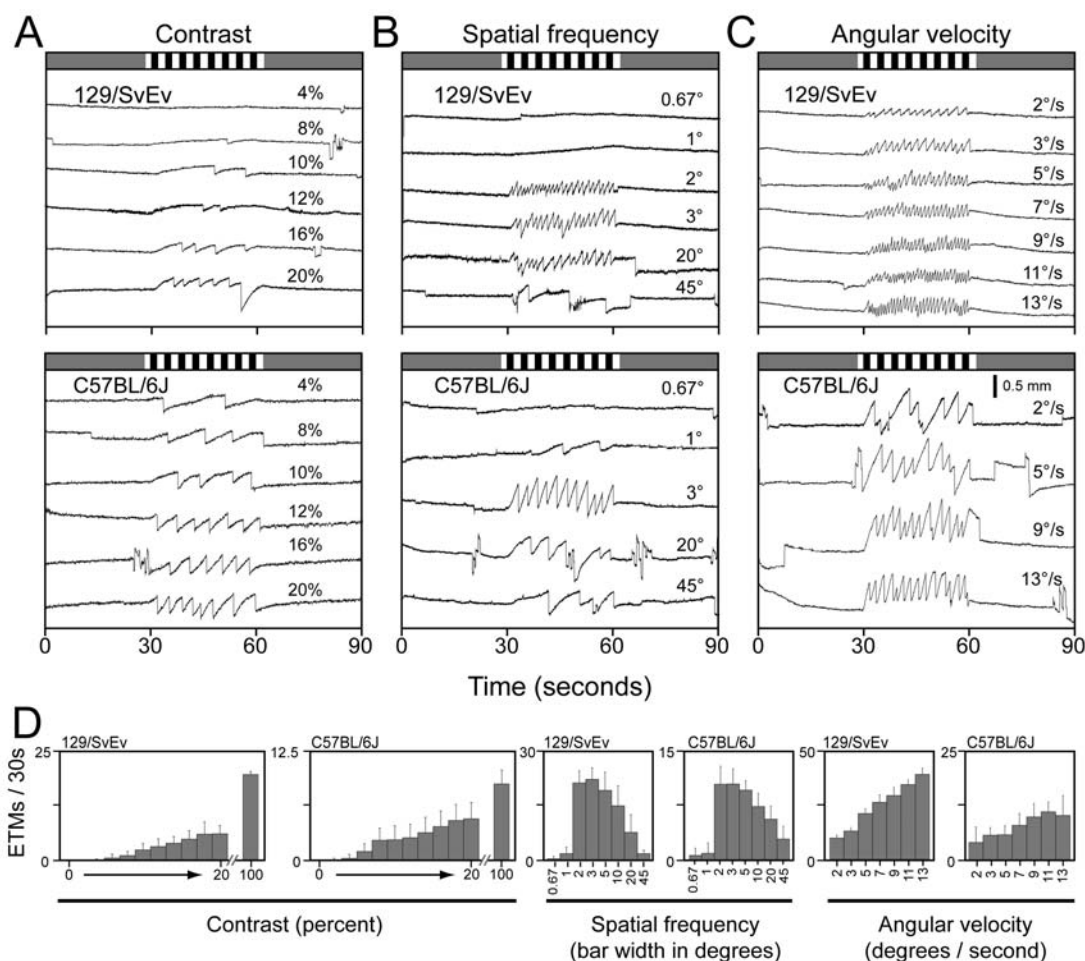 A Contrast
B Spatial frequency
C Angular velocity
129/SvEv
4%
8%
10%
12%
16%
20%
129/SvEv
0.67°
1°
2°
3°
20°
45°
129/SvEv
2°/s
3°/s
5°/s
7°/s
9°/s
11°/s
13°/s
C57BL/6J
4%
8%
10%
12%
16%
20%
C57BL/6J
0.67°
1°
3°
20°
45°
C57BL/6J
0.5 mm
2°/s
5°/s
9°/s
13°/s
0 30 60 90
0 30 60 90
0 30 60 90
Time (seconds)
D
ETMs / 30s
129/SvEv
25
0
0 20 100
C57BL/6J
12.5
0
0 20 100
Contrast (percent)
129/SvEv
30
0
0.67 1 2 3 5 10 20 45
C57BL/6J
0.67 1 2 3 5 10 20 45
Spatial frequency
(bar width in degrees)
129/SvEv
50
0
2 3 5 7 9 11 13
C57BL/6J
25
0
2 3 5 7 9 11 13
Angular velocity
(degrees / second)